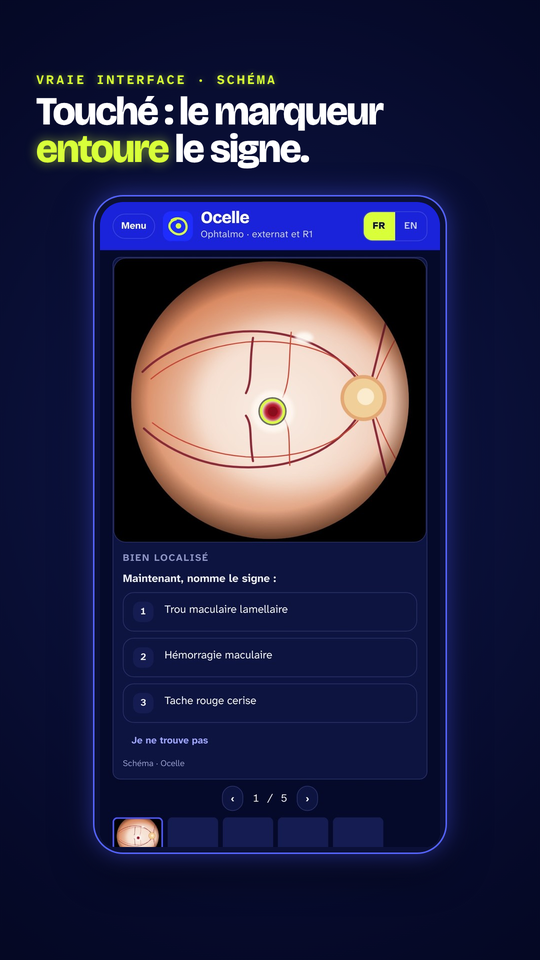 VRAIE INTERFACE · SCHÉMA
Touché : le marqueur
entoure le signe.
Menu
Ocelle
Ophtalmo · externat et R1
FR
EN
BIEN LOCALISÉ
Maintenant, nomme le signe :
1 Trou maculaire lamellaire
2 Hémorragie maculaire
3 Tache rouge cerise
Je ne trouve pas
Schéma · Ocelle
‹ 1 / 5 ›